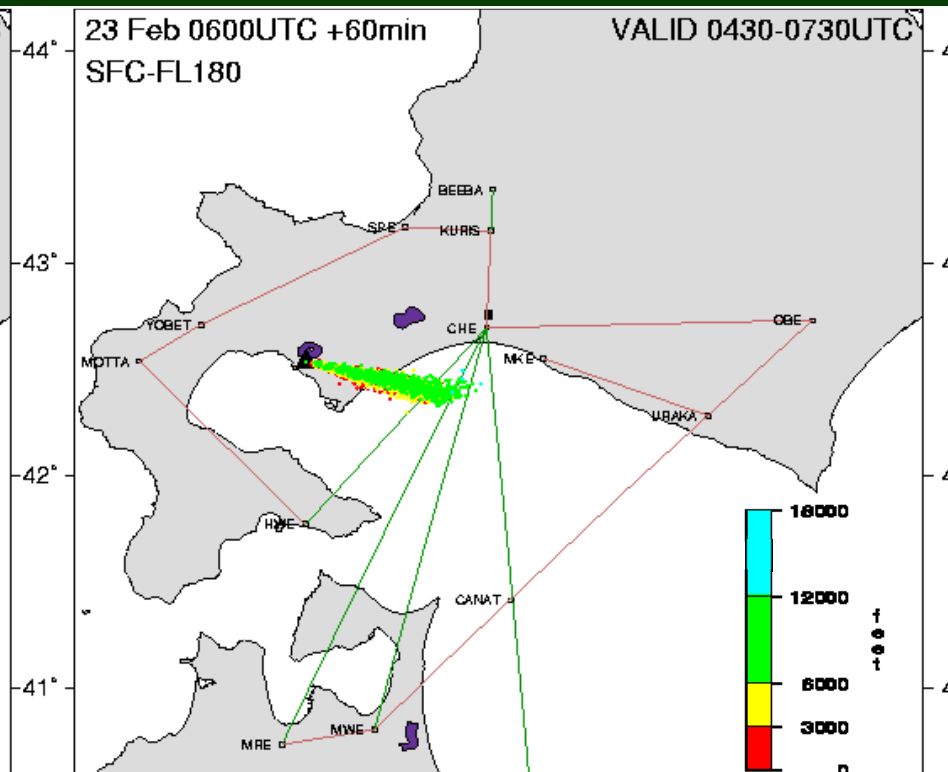 23 Feb 0600UTC +60min
VALID 0430-0730UTC
SFC-FL180
44°
43°
42°
41°
BEEBA
SPE
KURIS
YOBET
CHE
OBE
MOTTA
MKE
URAKA
HWE
CANAT
MRE
MWE
18000
12000
6000
3000
0
feet